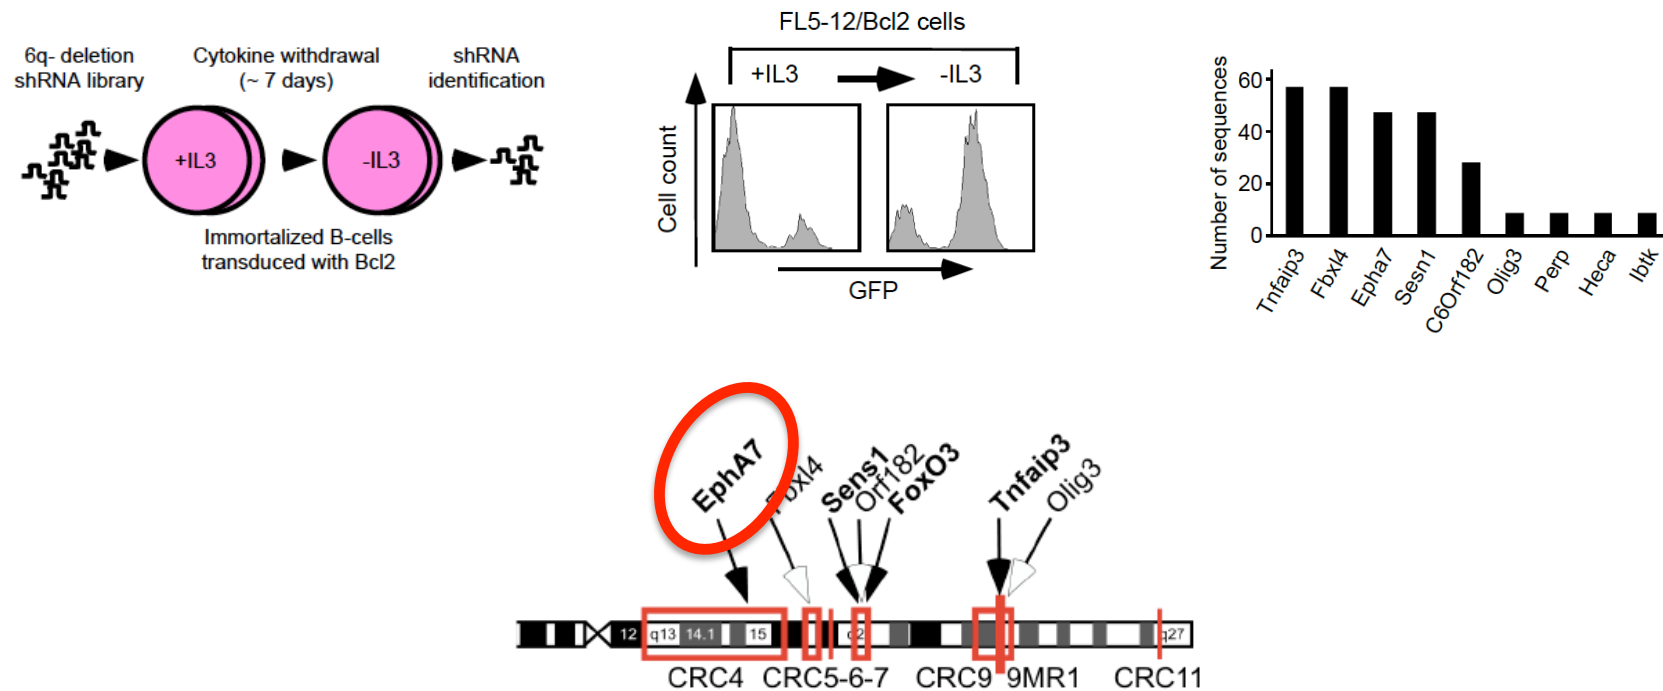 6q- deletion
shRNA library
Cytokine withdrawal
(~ 7 days)
shRNA
identification
+IL3
-IL3
Immortalized B-cells
transduced with Bcl2
FL5-12/Bcl2 cells
+IL3
-IL3
Cell count
GFP
Number of sequences
60
40
20
0
Tnfaip3
Fbxl4
Epha7
Sesn1
C6Orf182
Olig3
Perp
Heca
Ibtk
EphA7
Fbxl4
Sens1
Orf182
FoxO3
Tnfaip3
Olig3
12
q13
14.1
15
q2
q27
CRC4
CRC5-6-7
CRC9
9MR1
CRC11